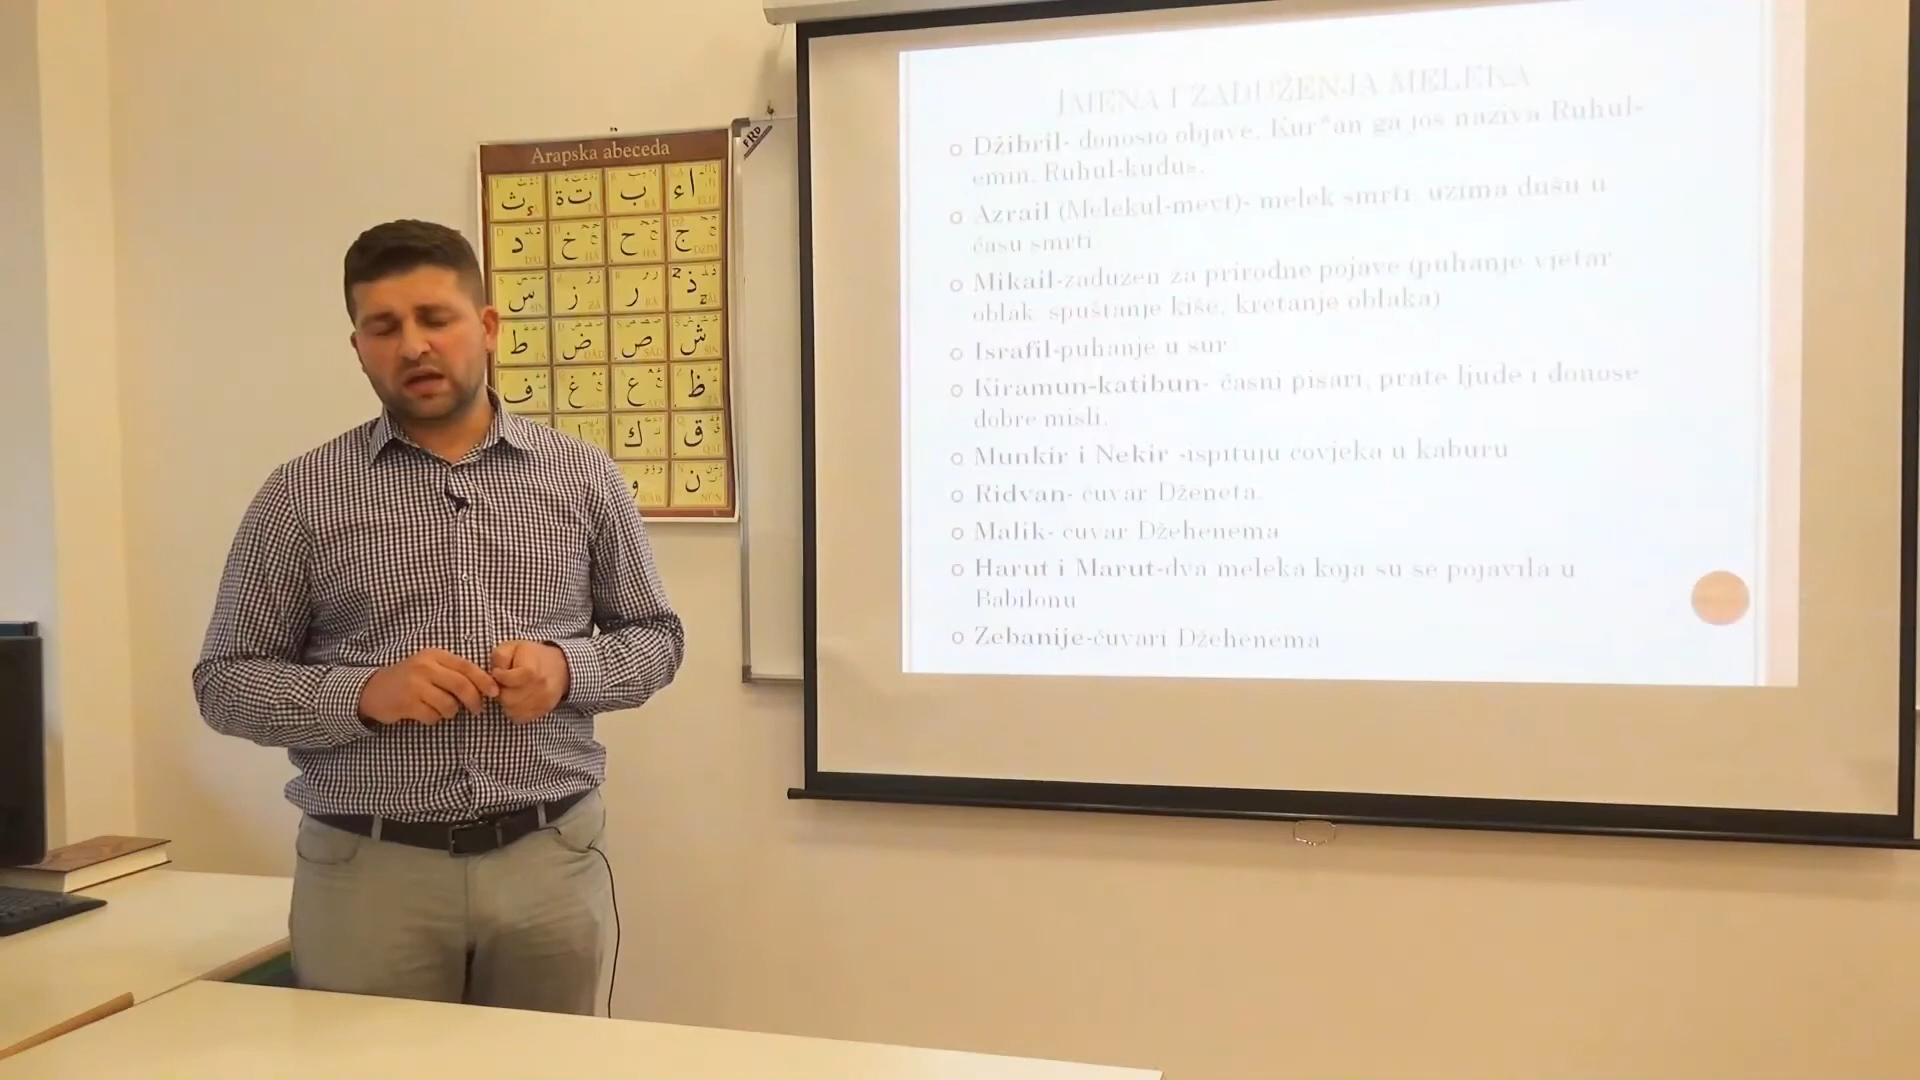 Arapska abeceda
ث ت ة ب ا ء
د خ ح ج
س ز ر ذ
ط ض ص ش
ف غ ع ظ
ك ق
و ن
IMENA I ZADUŽENJA MELEKA
Džibril- donosio objave. Kur'an ga jos naziva Ruhul-
emin, Ruhul-kudus.
Azrail (Melekul-mevt)- melek smrti, uzima dušu u
času smrti
Mikail-zaduzen za prirodne pojave (puhanje vjetar
oblak, spuštanje kiše, kretanje oblaka)
Israfil-puhanje u sur
Kiramun-katibun- časni pisari, prate ljude i donose
dobre misli.
Munkir i Nekir -ispituju covjeka u kaburu
Ridvan- čuvar Dženeta.
Malik- čuvar Džehenema
Harut i Marut-dva meleka koja su se pojavila u
Babilonu
Zebanije-čuvari Džehenema